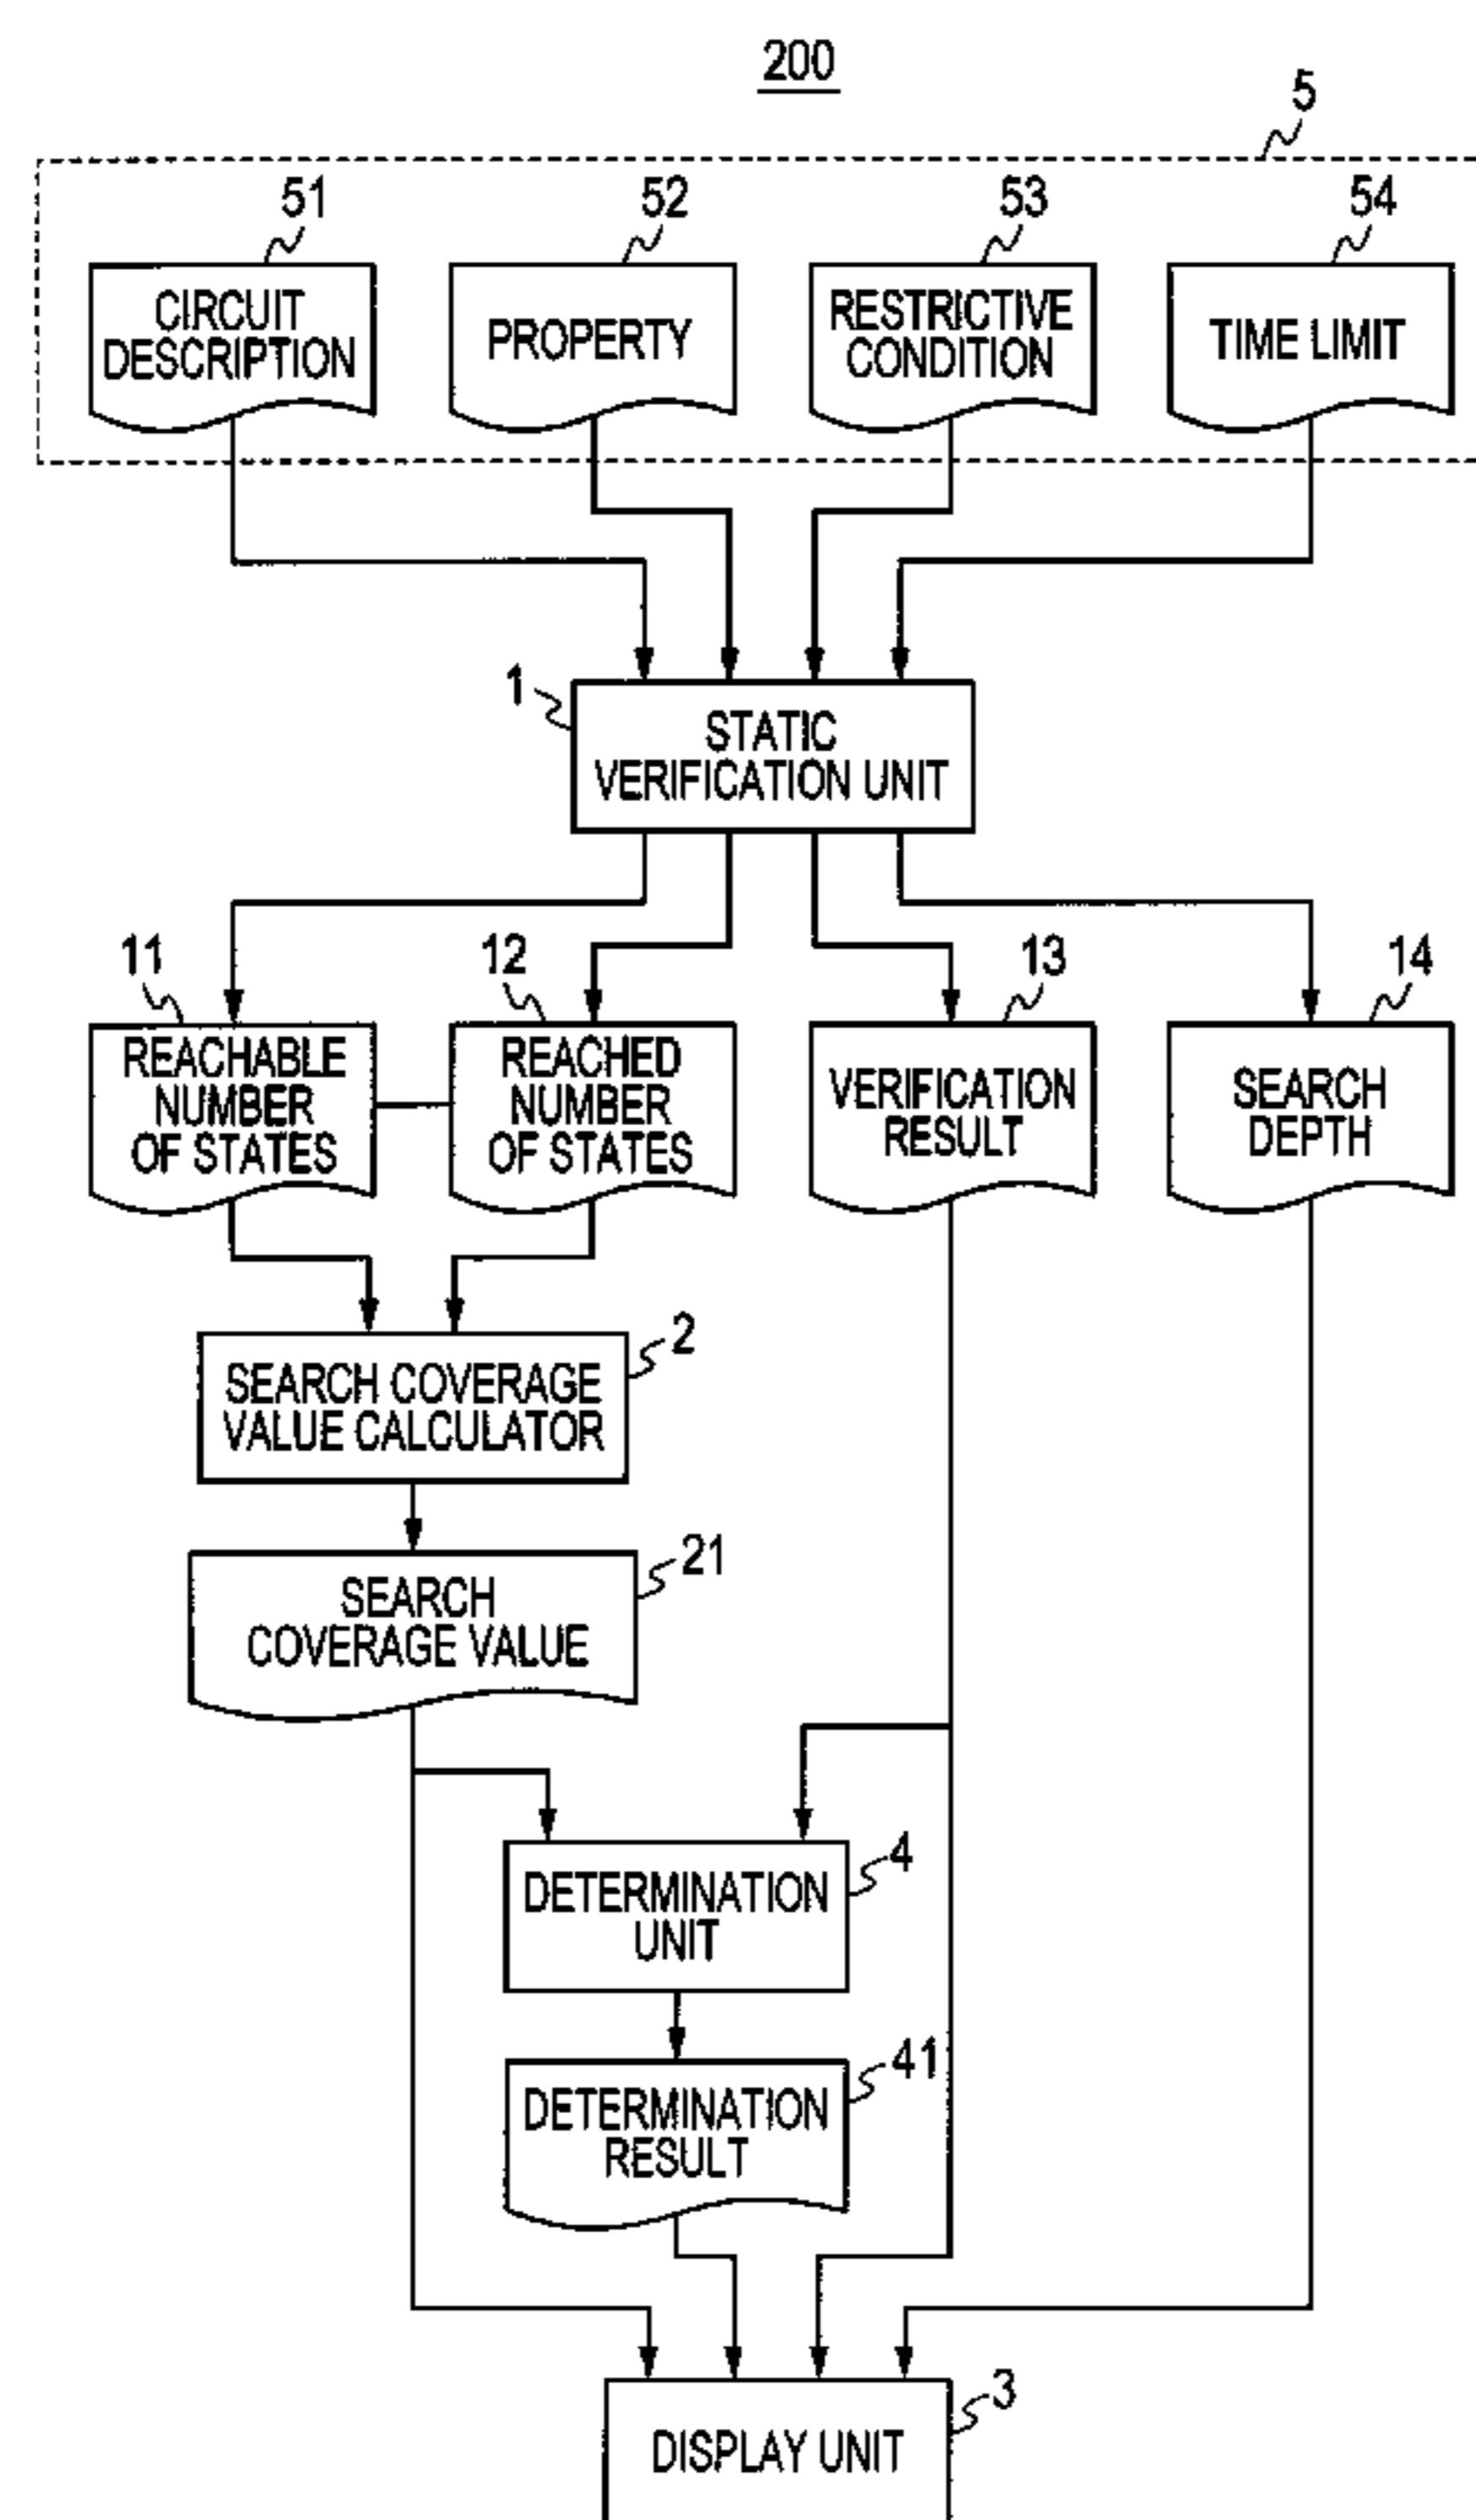 200
5
51
52
53
54
CIRCUIT
DESCRIPTION
PROPERTY
RESTRICTIVE
CONDITION
TIME LIMIT
1
STATIC
VERIFICATION UNIT
11
12
13
14
REACHABLE
NUMBER
OF STATES
REACHED
NUMBER
OF STATES
VERIFICATION
RESULT
SEARCH
DEPTH
2
SEARCH COVERAGE
VALUE CALCULATOR
21
SEARCH
COVERAGE VALUE
4
DETERMINATION
UNIT
41
DETERMINATION
RESULT
3
DISPLAY UNIT